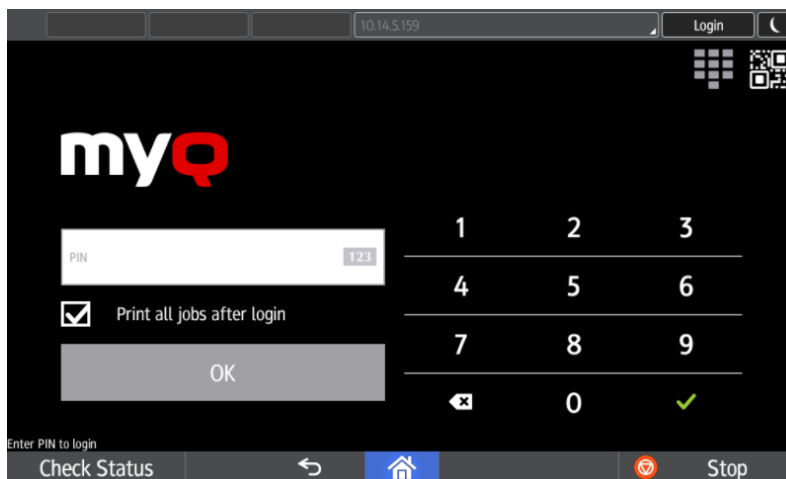 10.14.5.159
Login
myQ
PIN
123
Print all jobs after login
OK
1 2 3
4 5 6
7 8 9
0
Enter PIN to login
Check Status
Stop